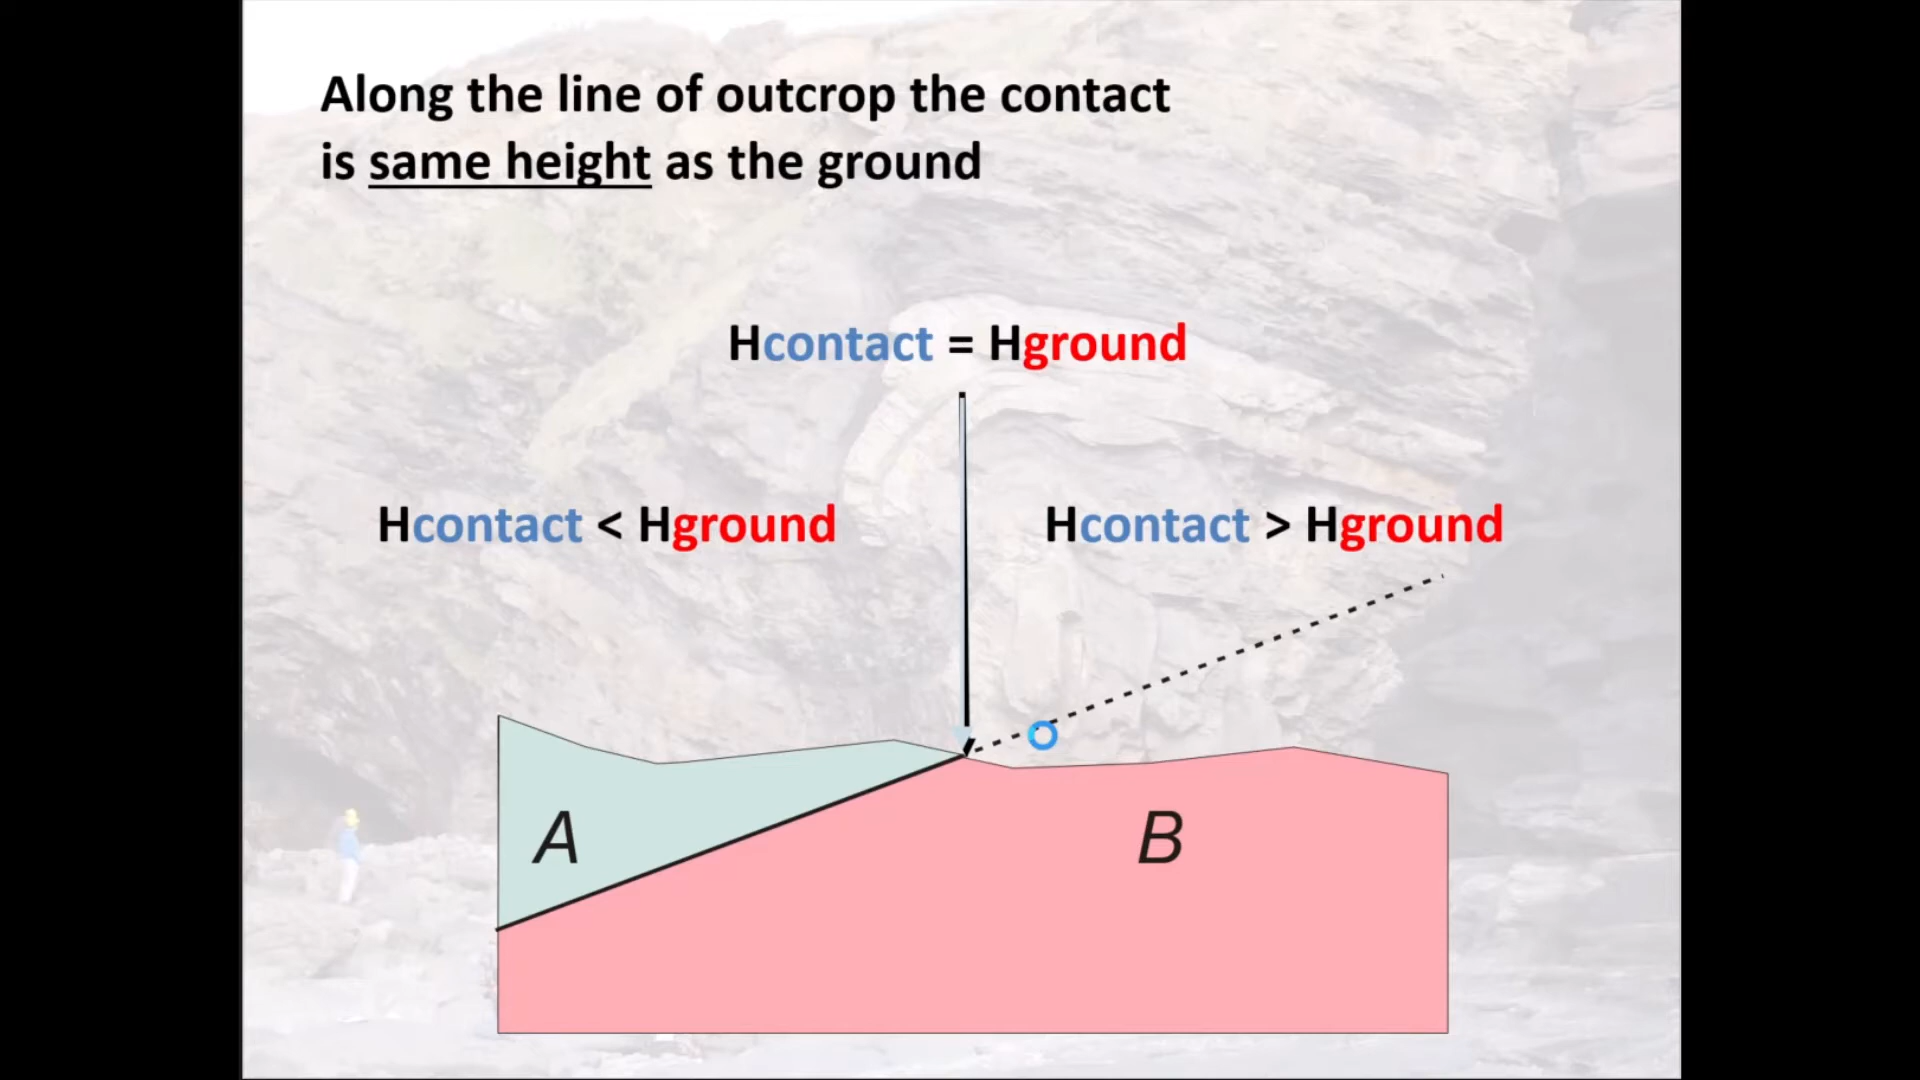 Along the line of outcrop the contact
is same height as the ground
Hcontact = Hground
Hcontact < Hground
Hcontact > Hground
A
B